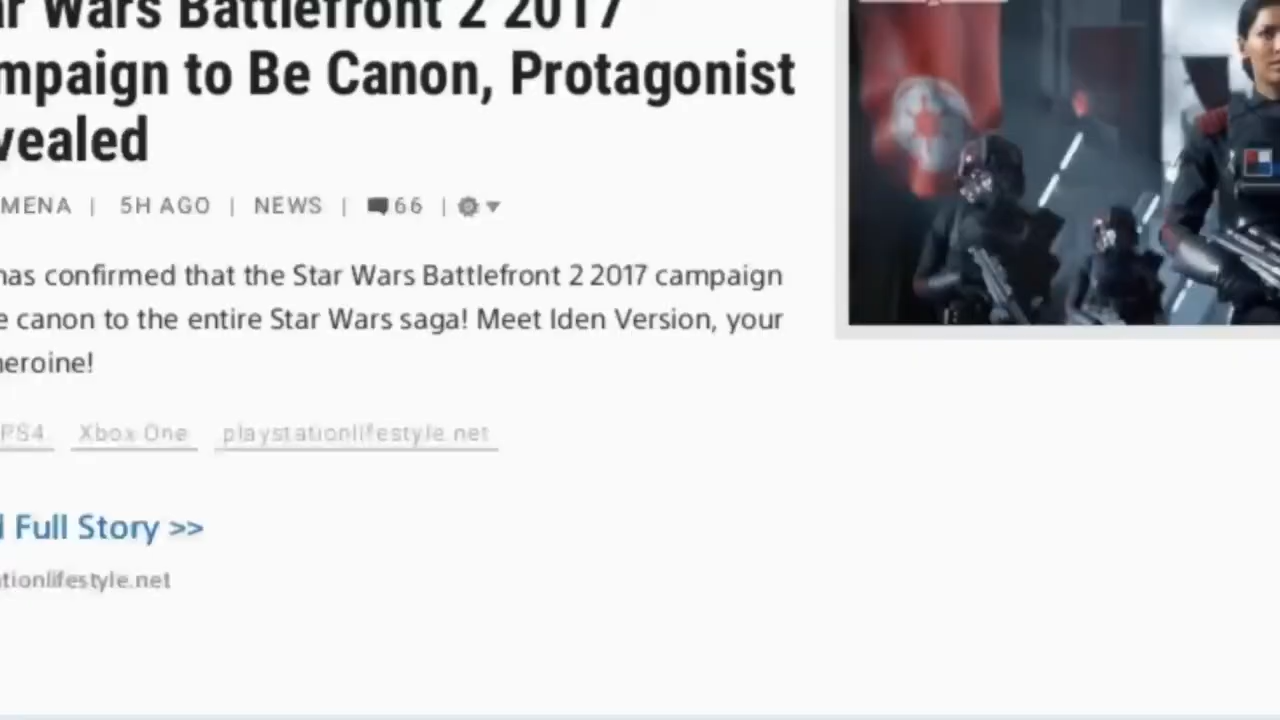 ar Wars Battlefront 2 2017
mpaign to Be Canon, Protagonist
vealed
MENA | 5H AGO | NEWS | 66 |
has confirmed that the Star Wars Battlefront 2 2017 campaign
e canon to the entire Star Wars saga! Meet Iden Version, your
heroine!
PS4 Xbox One playstationlifestyle.net
Full Story >>
tionlifestyle.net